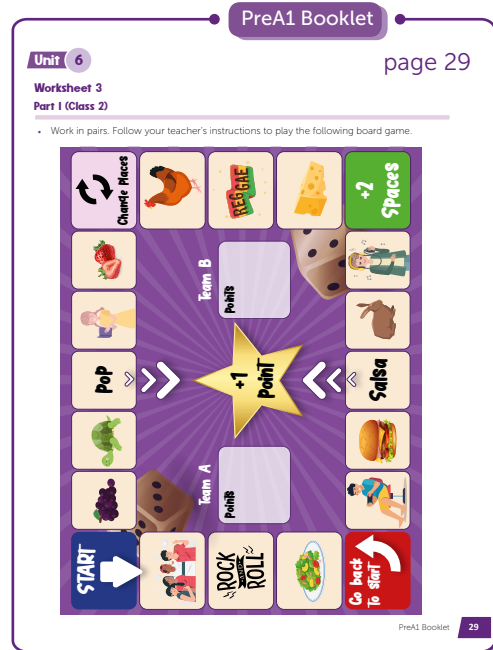 PreA1 Booklet
Unit 6
page 29
Worksheet 3
Part I (Class 2)
• Work in pairs. Follow your teacher's instructions to play the following board game.
Change Places
REGGAE
+2
Spaces
Team B
Points
Pop
+1
Point
Salsa
Team A
Points
START
ROCK
AND
ROLL
Go back
To start
PreA1 Booklet 29